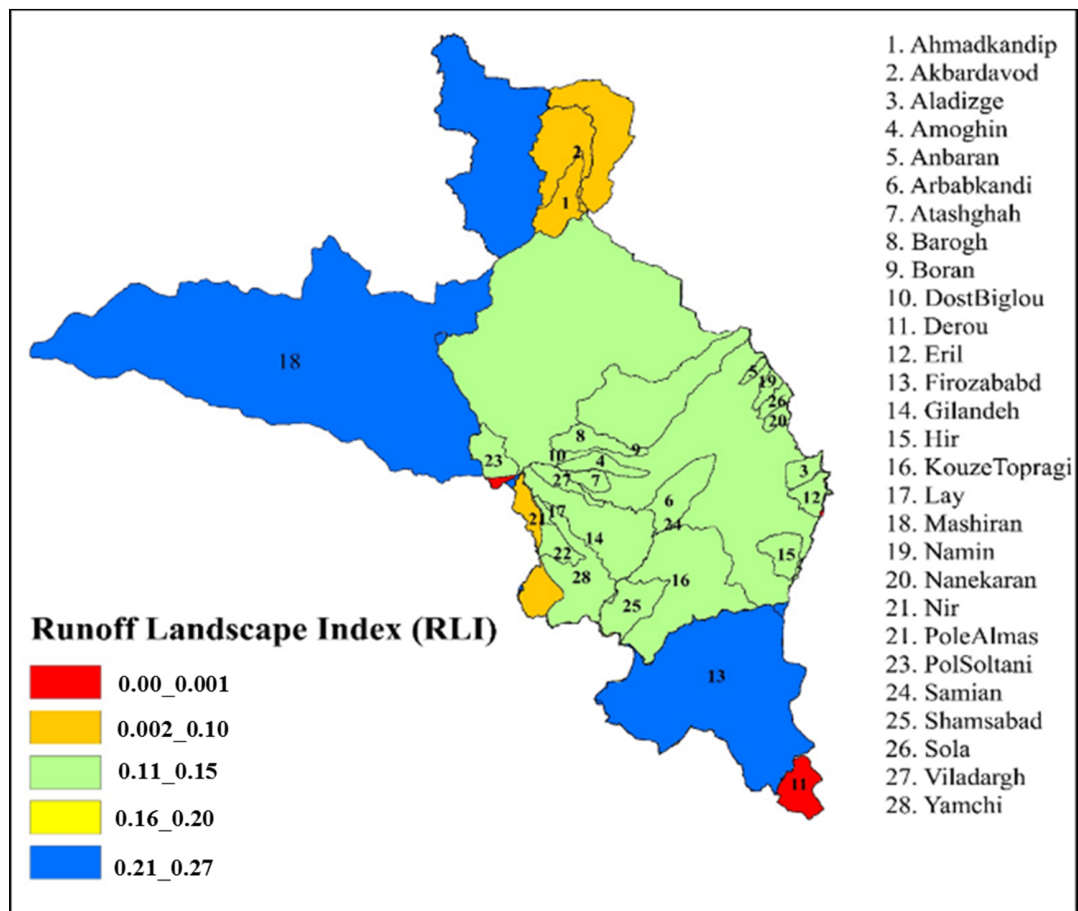 1. Ahmadkandip
2. Akbardavod
3. Aladizge
4. Amoghin
5. Anbaran
6. Arbabkandi
7. Atashghah
8. Barogh
9. Boran
10. DostBiglou
11. Derou
12. Eril
13. Firozababd
14. Gilandeh
15. Hir
16. KouzeTopragi
17. Lay
18. Mashiran
19. Namin
20. Nanekaran
21. Nir
21. PoleAlmas
23. PolSoltani
24. Samian
25. Shamsabad
26. Sola
27. Viladargh
28. Yamchi
2
1
18
5
19
26
20
8
9
10
23
4
3
27
7
12
6
21
17
24
14
15
22
28
16
25
13
11
Runoff Landscape Index (RLI)
0.00_0.001
0.002_0.10
0.11_0.15
0.16_0.20
0.21_0.27